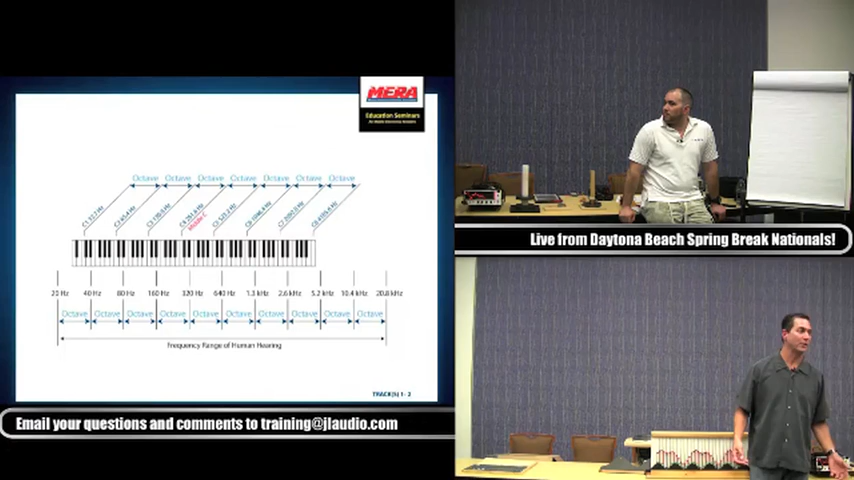 MERA
Education Seminars
Octave Octave Octave Octave Octave Octave Octave
Middle C
20 Hz 40 Hz 80 Hz 160 Hz 320 Hz 640 Hz 1.3 kHz 2.6 kHz 5.2 kHz 10.4 kHz 20.8 kHz
Octave Octave Octave Octave Octave Octave Octave Octave Octave Octave
Frequency Range of Human Hearing
TRACK(S) 1- 2
Email your questions and comments to training@jlaudio.com
Live from Daytona Beach Spring Break Nationals!